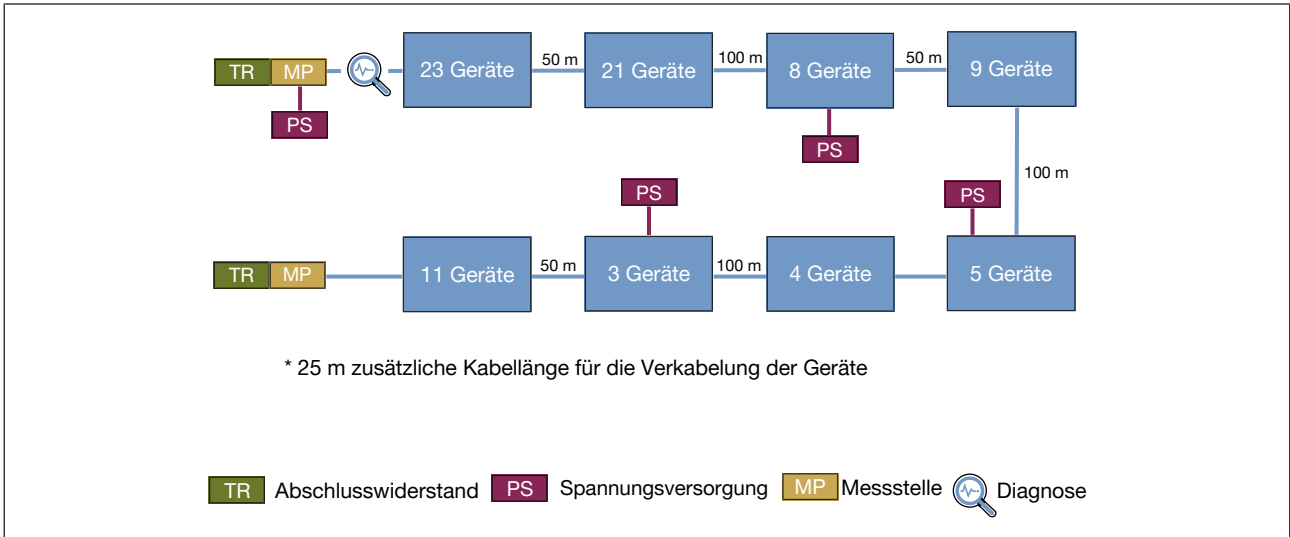 TR MP 23 Geräte 50 m 21 Geräte 100 m 8 Geräte 50 m 9 Geräte
PS
PS
100 m
PS
PS
TR MP 11 Geräte 50 m 3 Geräte 100 m 4 Geräte 5 Geräte
* 25 m zusätzliche Kabellänge für die Verkabelung der Geräte
TR Abschlusswiderstand PS Spannungsversorgung MP Messstelle Diagnose